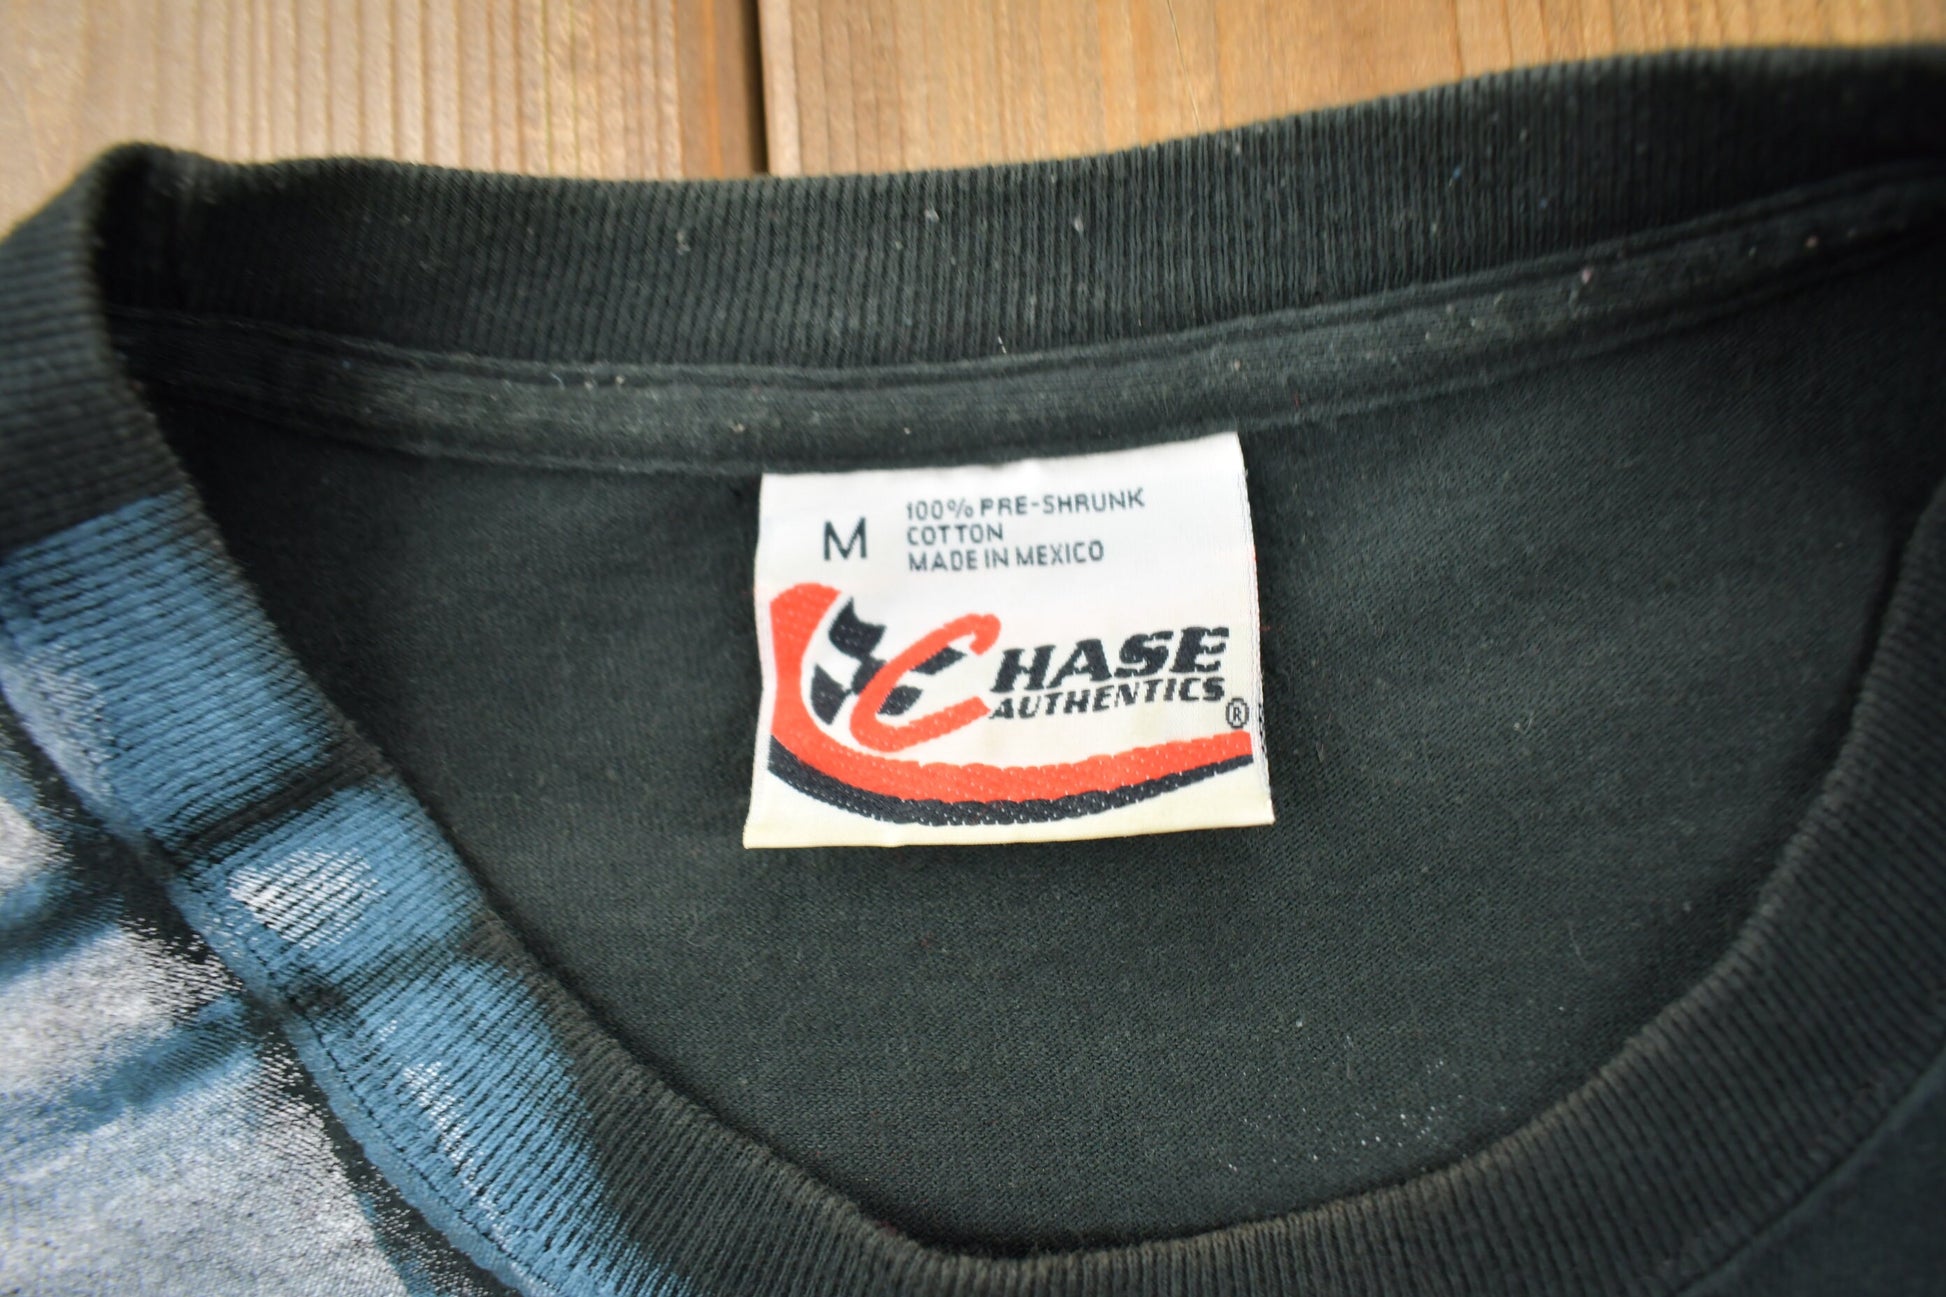 M
100% PRE-SHRUNK
COTTON
MADE IN MEXICO
CHASE
AUTHENTICS®